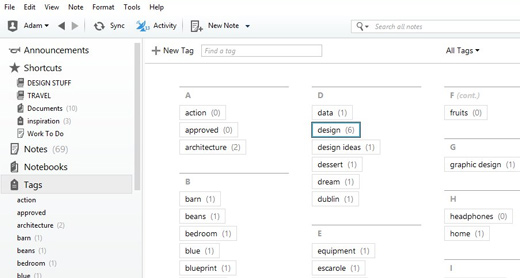 File Edit View Note Format Tools Help
Adam Sync Activity New Note Search all notes
Announcements
Shortcuts
DESIGN STUFF
TRAVEL
Documents (10)
inspiration (3)
Work To Do
Notes (69)
Notebooks
Tags
action
approved
architecture (2)
barn (1)
beans (1)
bedroom (1)
blue (1)
New Tag Find a tag All Tags
A
action (0)
approved (0)
architecture (2)
B
barn (1)
beans (1)
bedroom (1)
blue (1)
blueprint (1)
D
data (1)
design (6)
design ideas (1)
dessert (1)
dream (1)
dublin (1)
E
equipment (1)
escarole (1)
F (cont.)
fruits (0)
G
graphic design (1)
H
headphones (0)
home (1)
I